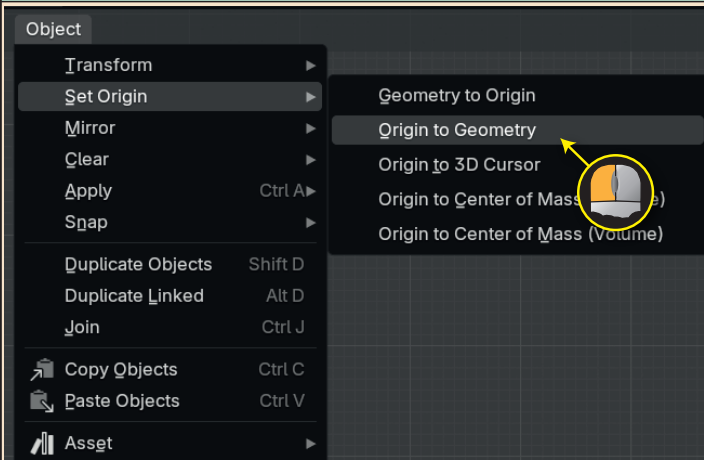 Object
Transform
Set Origin
Mirror
Clear
Apply Ctrl A
Snap
Duplicate Objects Shift D
Duplicate Linked Alt D
Join Ctrl J
Copy Objects Ctrl C
Paste Objects Ctrl V
Asset
Geometry to Origin
Origin to Geometry
Origin to 3D Cursor
Origin to Center of Mass
Origin to Center of Mass (Volume)